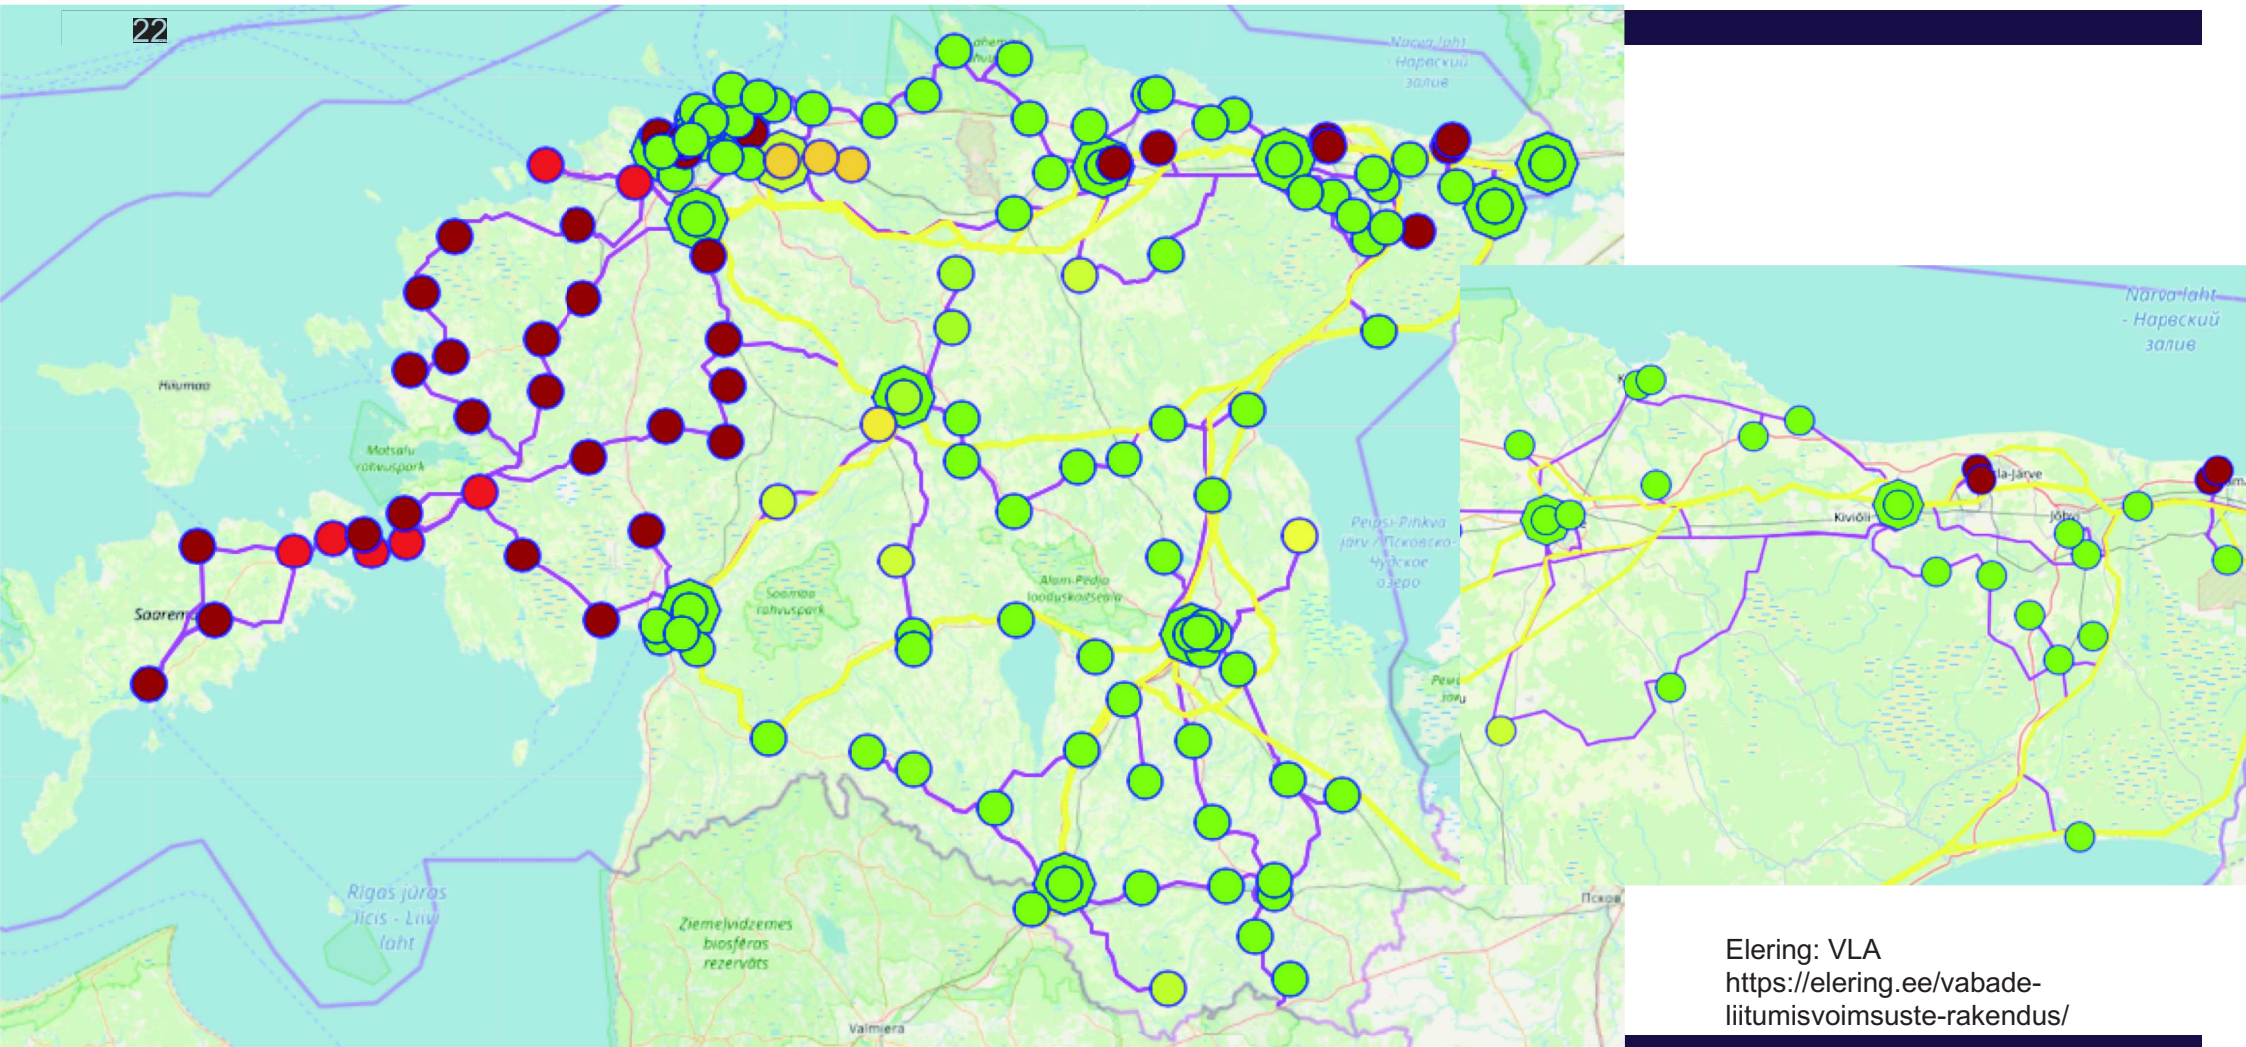 22
Narva laht
- Нарвский
залив
Hiiumaa
Matsalu
rahvuspark
Soomaa
rahvuspark
Alam-Pedja
looduskaitseala
Peipsi-Pihkva
järv / Псковско-
Чудское
озеро
Rīgas jūras
līcis - Liivi
laht
Ziemeļvidzemes
biosfēras
rezervāts
Valmiera
Псков
Narva laht
- Нарвский
залив
Kiviõli
Jõhvi
Elering: VLA
https://elering.ee/vabade-
liitumisvoimsuste-rakendus/